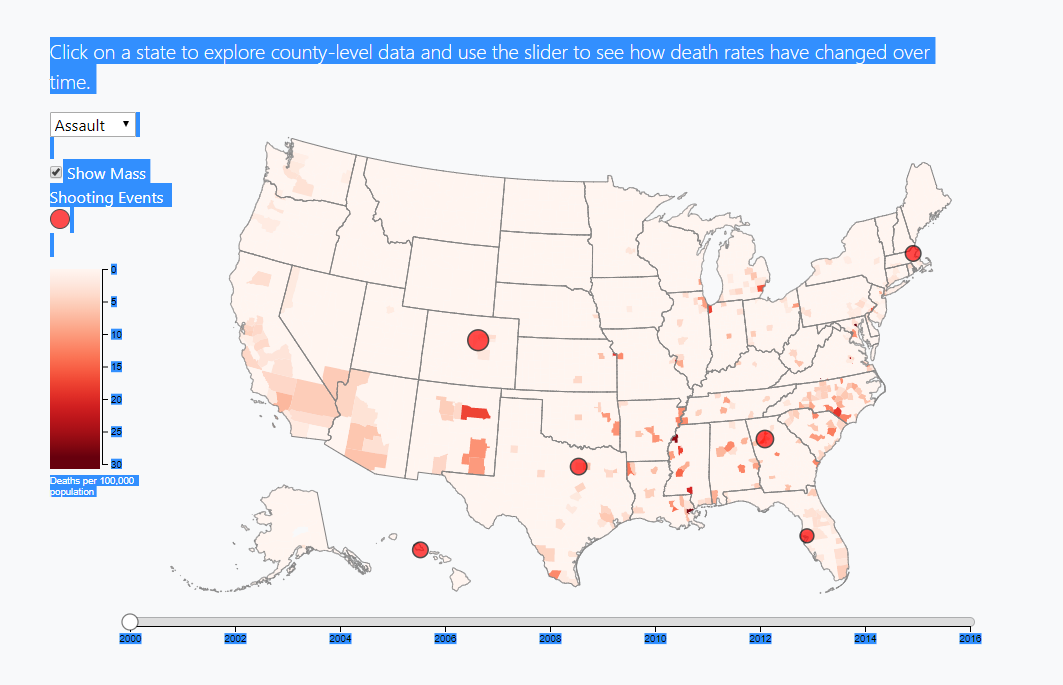 Click on a state to explore county-level data and use the slider to see how death rates have changed over
time.
Assault
Show Mass
Shooting Events
0
5
10
15
20
25
30
Deaths per 100,000
population
2000 2002 2004 2006 2008 2010 2012 2014 2016